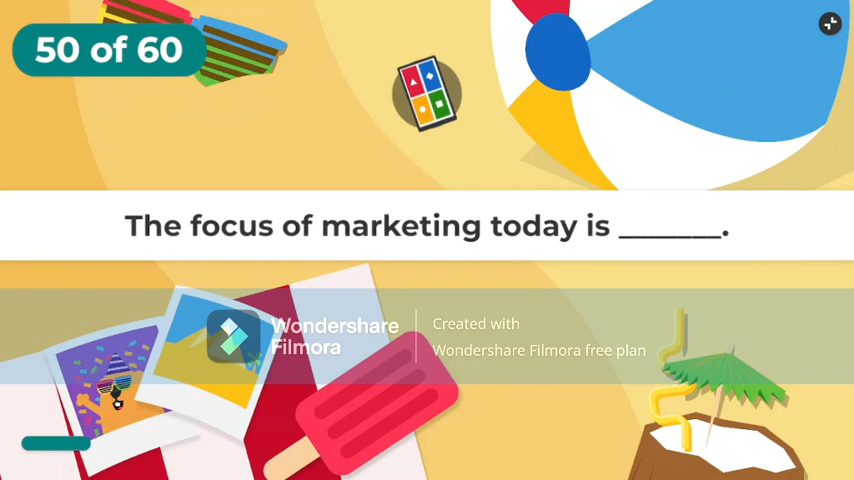 50 of 60
The focus of marketing today is _______.
Wondershare
Filmora
Created with
Wondershare Filmora free plan